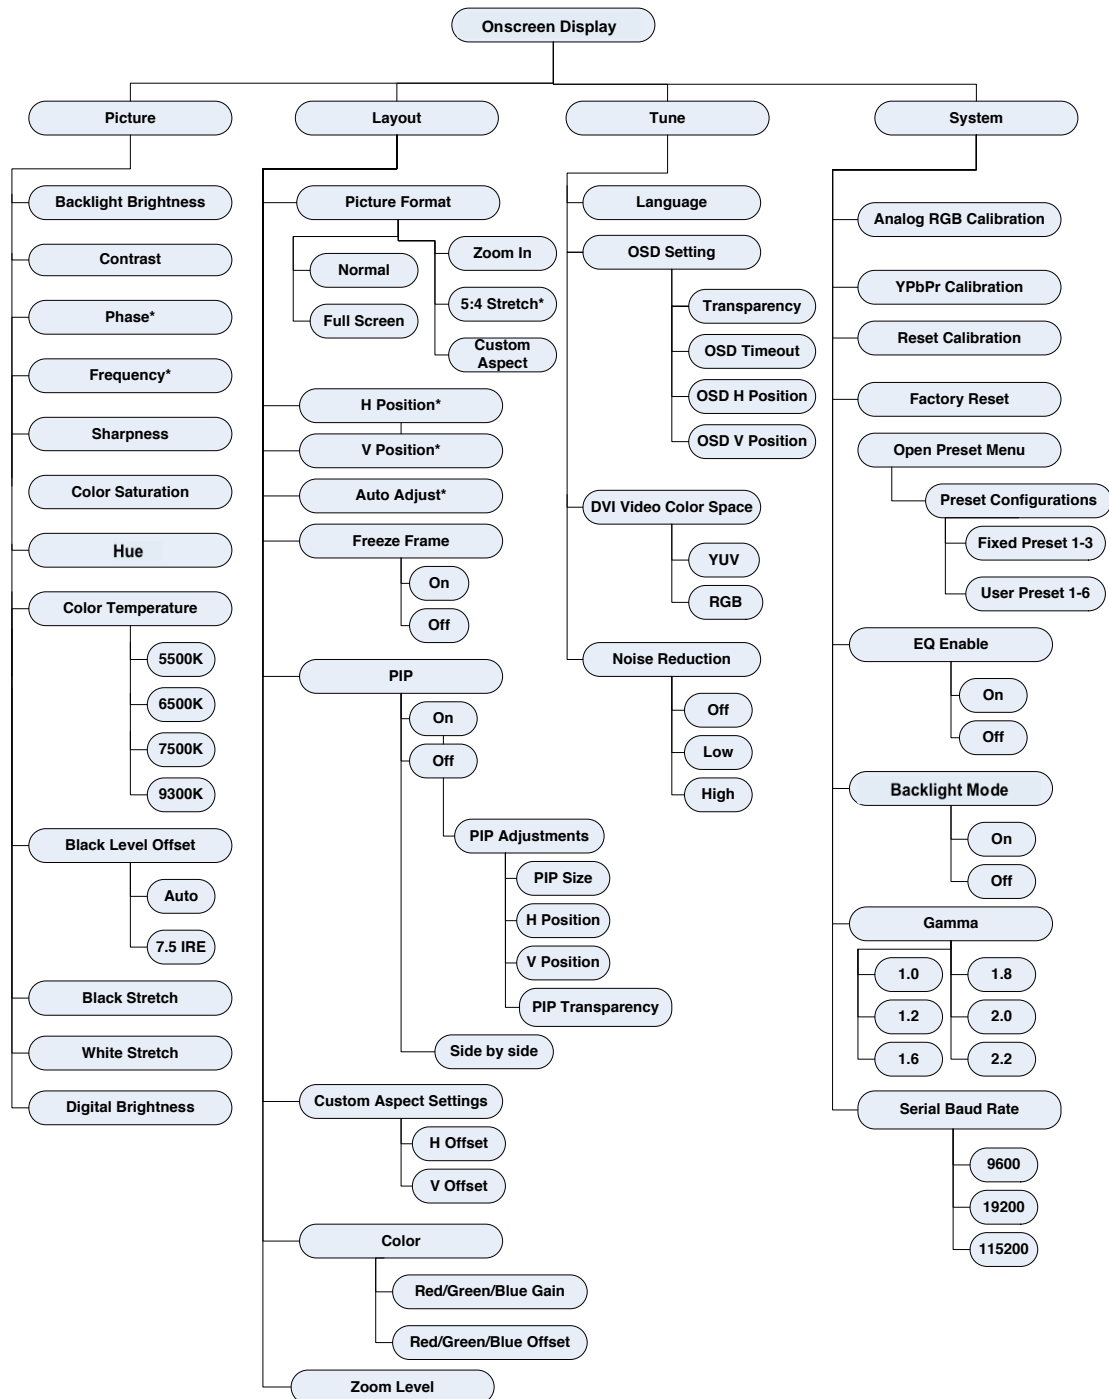 Onscreen Display
Picture
Layout
Tune
System
Backlight Brightness
Contrast
Phase*
Frequency*
Sharpness
Color Saturation
Hue
Color Temperature
5500K
6500K
7500K
9300K
Black Level Offset
Auto
7.5 IRE
Black Stretch
White Stretch
Digital Brightness
Picture Format
Normal
Full Screen
Zoom In
5:4 Stretch*
Custom
Aspect
H Position*
V Position*
Auto Adjust*
Freeze Frame
On
Off
PIP
On
Off
PIP Adjustments
PIP Size
H Position
V Position
PIP Transparency
Side by side
Custom Aspect Settings
H Offset
V Offset
Color
Red/Green/Blue Gain
Red/Green/Blue Offset
Zoom Level
Language
OSD Setting
Transparency
OSD Timeout
OSD H Position
OSD V Position
DVI Video Color Space
YUV
RGB
Noise Reduction
Off
Low
High
Analog RGB Calibration
YPbPr Calibration
Reset Calibration
Factory Reset
Open Preset Menu
Preset Configurations
Fixed Preset 1-3
User Preset 1-6
EQ Enable
On
Off
Backlight Mode
On
Off
Gamma
1.0
1.2
1.6
1.8
2.0
2.2
Serial Baud Rate
9600
19200
115200